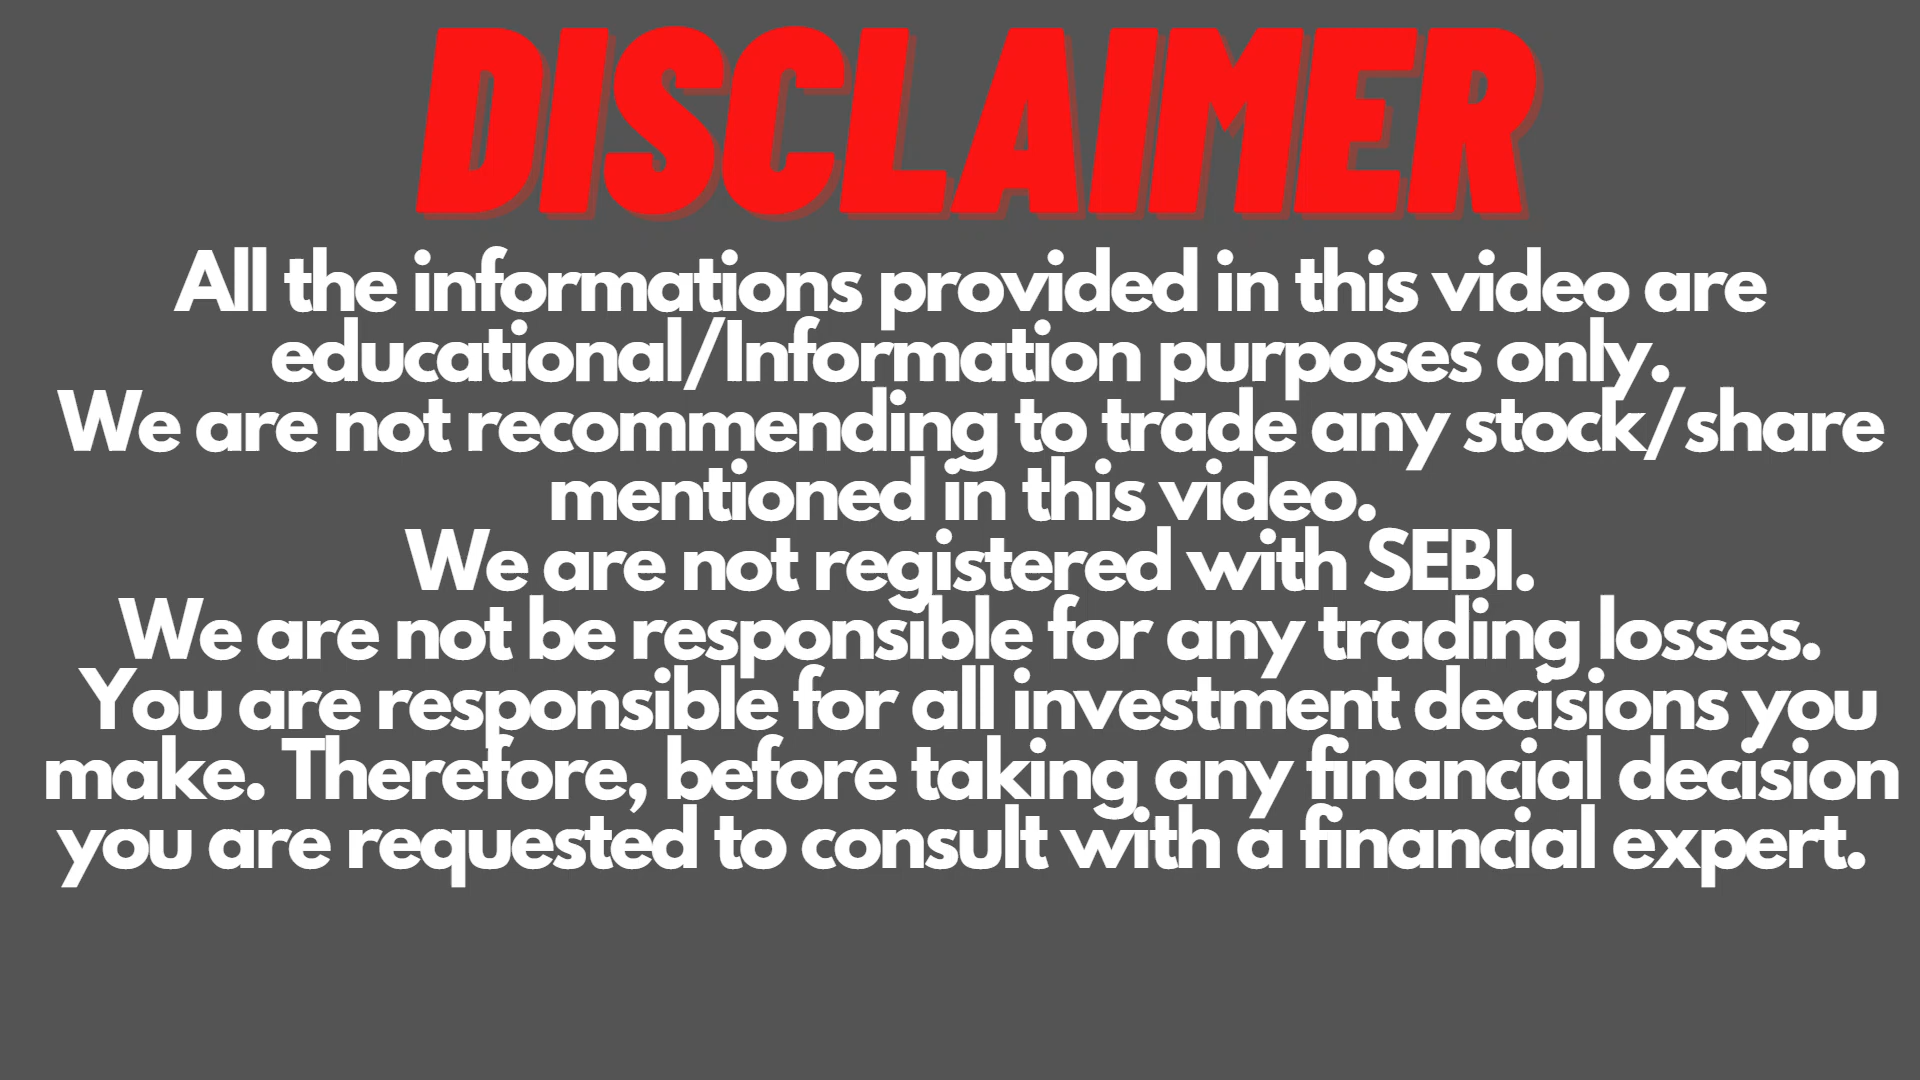 DISCLAIMER
All the informations provided in this video are
educational/Information purposes only.
We are not recommending to trade any stock/share
mentioned in this video.
We are not registered with SEBI.
We are not be responsible for any trading losses.
You are responsible for all investment decisions you
make. Therefore, before taking any financial decision
you are requested to consult with a financial expert.